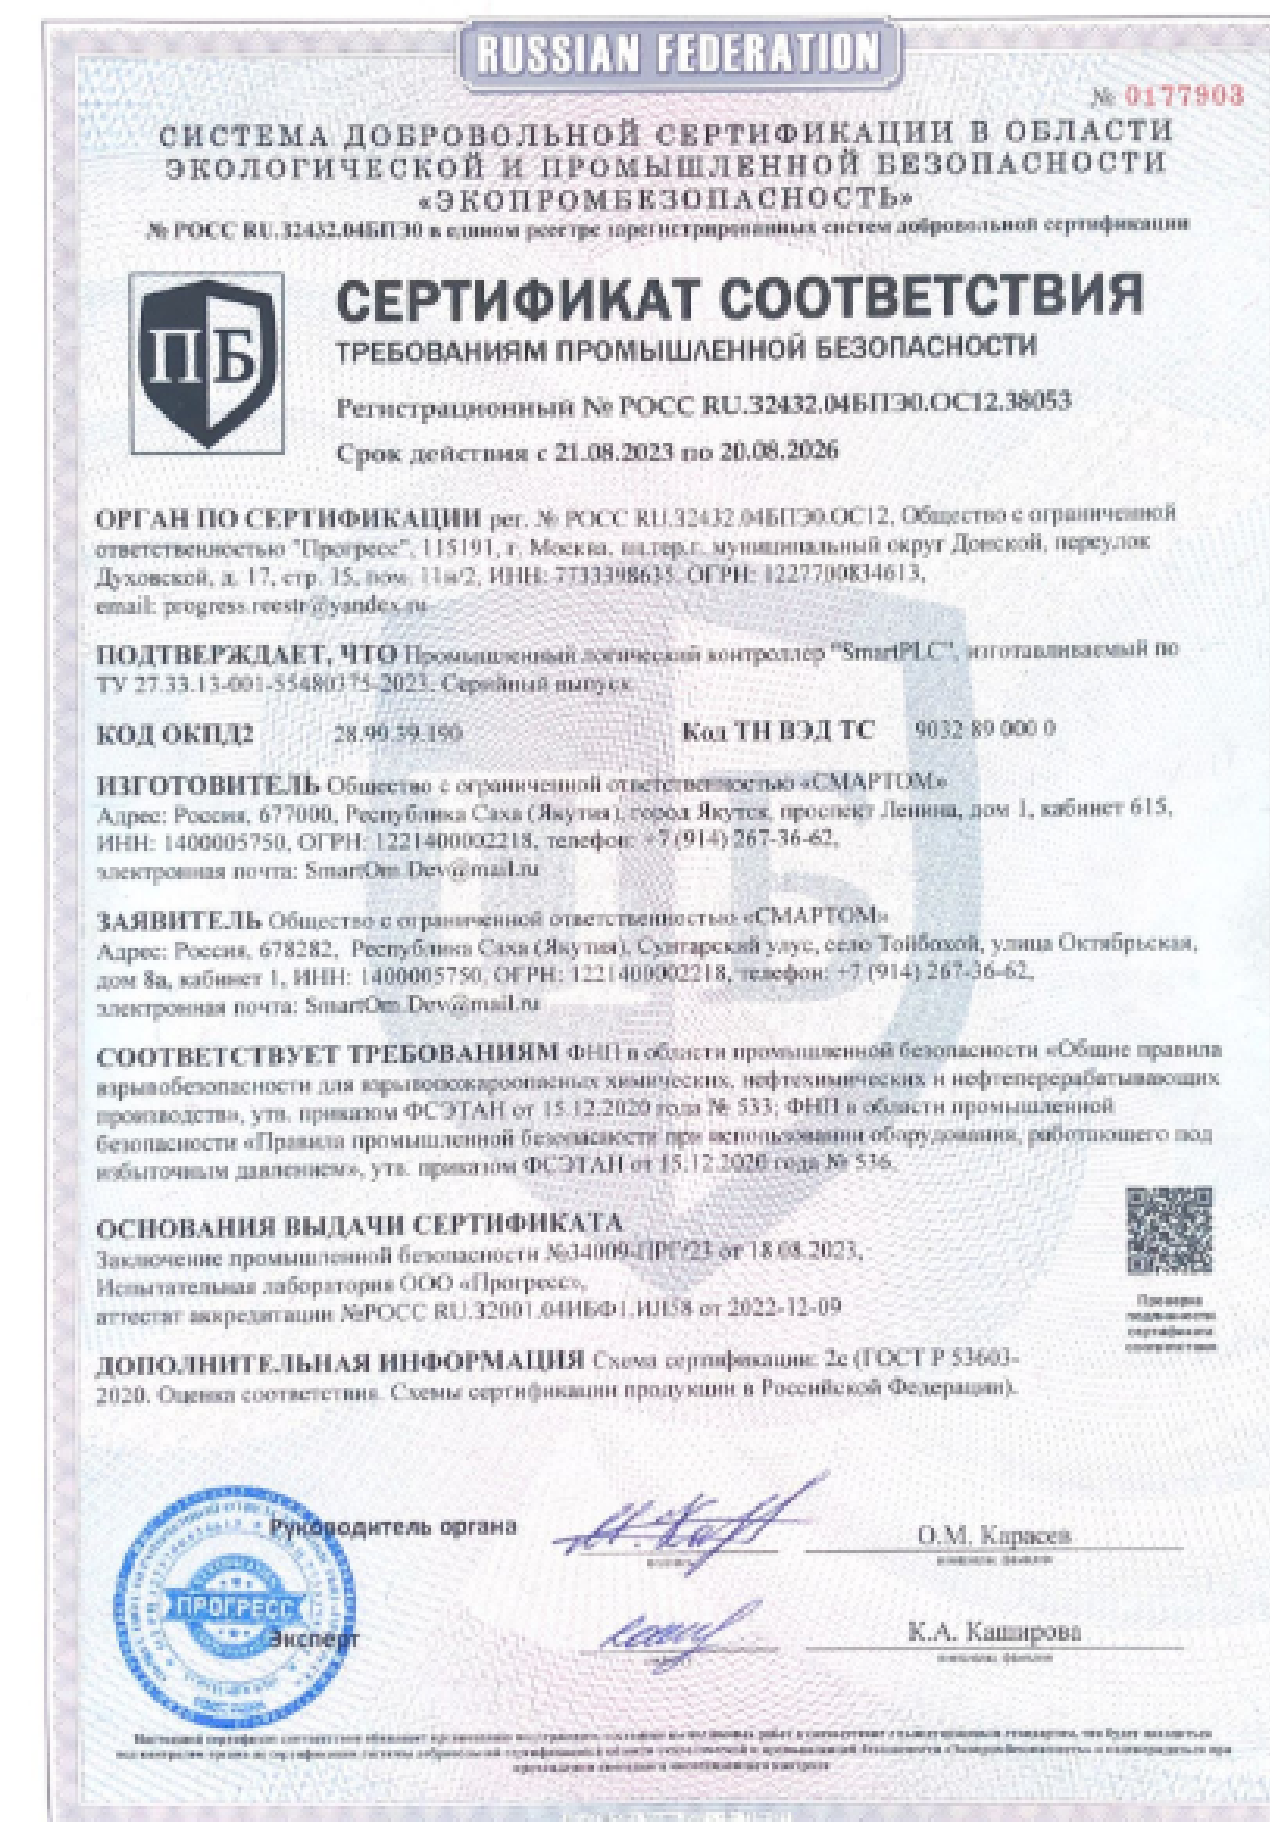 RUSSIAN FEDERATION
№ 0177903
СИСТЕМА ДОБРОВОЛЬНОЙ СЕРТИФИКАЦИИ В ОБЛАСТИ
ЭКОЛОГИЧЕСКОЙ И ПРОМЫШЛЕННОЙ БЕЗОПАСНОСТИ
«ЭКОПРОМБЕЗОПАСНОСТЬ»
№ РОСС RU.32432.04БПЭ0 в едином реестре зарегистрированных систем добровольной сертификации
ПБ
СЕРТИФИКАТ СООТВЕТСТВИЯ
ТРЕБОВАНИЯМ ПРОМЫШЛЕННОЙ БЕЗОПАСНОСТИ
Регистрационный № РОСС RU.32432.04БПЭ0.ОС12.38053
Срок действия с 21.08.2023 по 20.08.2026
ОРГАН ПО СЕРТИФИКАЦИИ рег. № РОСС RU.32432.04БПЭ0.ОС12, Общество с ограниченной
ответственностью "Прогресс", 115191, г. Москва, вн.тер.г. муниципальный округ Донской, переулок
Духовской, д. 17, стр. 15, пом. 11н/2, ИНН: 7733398635, ОГРН: 1227700834613,
email: progress.reestr@yandex.ru
ПОДТВЕРЖДАЕТ, ЧТО Промышленный логический контроллер "SmartPLC", изготавливаемый по
ТУ 27.33.13-001-55480375-2023. Серийный выпуск
КОД ОКПД2 28.99.39.190 Код ТН ВЭД ТС 9032 89 000 0
ИЗГОТОВИТЕЛЬ Общество с ограниченной ответственностью «СМАРТОМ»
Адрес: Россия, 677000, Республика Саха (Якутия), город Якутск, проспект Ленина, дом 1, кабинет 615,
ИНН: 1400005750, ОГРН: 1221400002218, телефон: +7 (914) 267-36-62,
электронная почта: SmartOm.Dev@mail.ru
ЗАЯВИТЕЛЬ Общество с ограниченной ответственностью «СМАРТОМ»
Адрес: Россия, 678282, Республика Саха (Якутия), Сунтарский улус, село Тойбохой, улица Октябрьская,
дом 8а, кабинет 1, ИНН: 1400005750, ОГРН: 1221400002218, телефон: +7 (914) 267-36-62,
электронная почта: SmartOm.Dev@mail.ru
СООТВЕТСТВУЕТ ТРЕБОВАНИЯМ ФНП в области промышленной безопасности «Общие правила
взрывобезопасности для взрывопожароопасных химических, нефтехимических и нефтеперерабатывающих
производств», утв. приказом ФСЭТАН от 15.12.2020 года № 533; ФНП в области промышленной
безопасности «Правила промышленной безопасности при использовании оборудования, работающего под
избыточным давлением», утв. приказом ФСЭТАН от 15.12.2020 года № 536.
ОСНОВАНИЯ ВЫДАЧИ СЕРТИФИКАТА
Заключение промышленной безопасности №34009-ПРГ/23 от 18.08.2023,
Испытательная лаборатория ООО «Прогресс»,
аттестат аккредитации №РОСС RU.32001.04ИБФ1.ИЛ58 от 2022-12-09
Проверка
подлинности
сертификата
соответствия
ДОПОЛНИТЕЛЬНАЯ ИНФОРМАЦИЯ Схема сертификации: 2с (ГОСТ Р 53603-
2020. Оценка соответствия. Схемы сертификации продукции в Российской Федерации).
Руководитель органа
О.М. Карасев
ПРОГРЕСС
Эксперт
К.А. Каширова